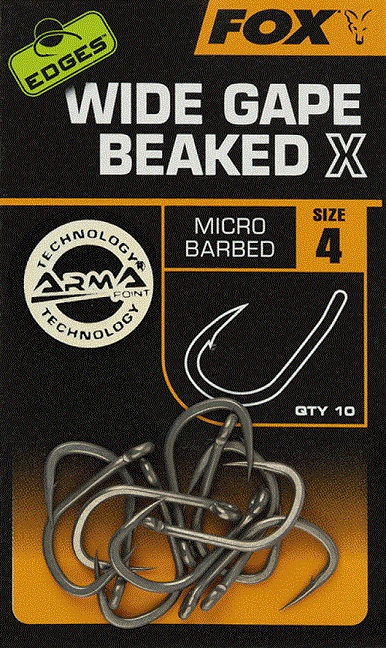 EDGES
FOX
WIDE GAPE
BEAKED X
MICRO
BARBED
SIZE
4
TECHNOLOGY
ARMA
POINT
TECHNOLOGY
QTY 10